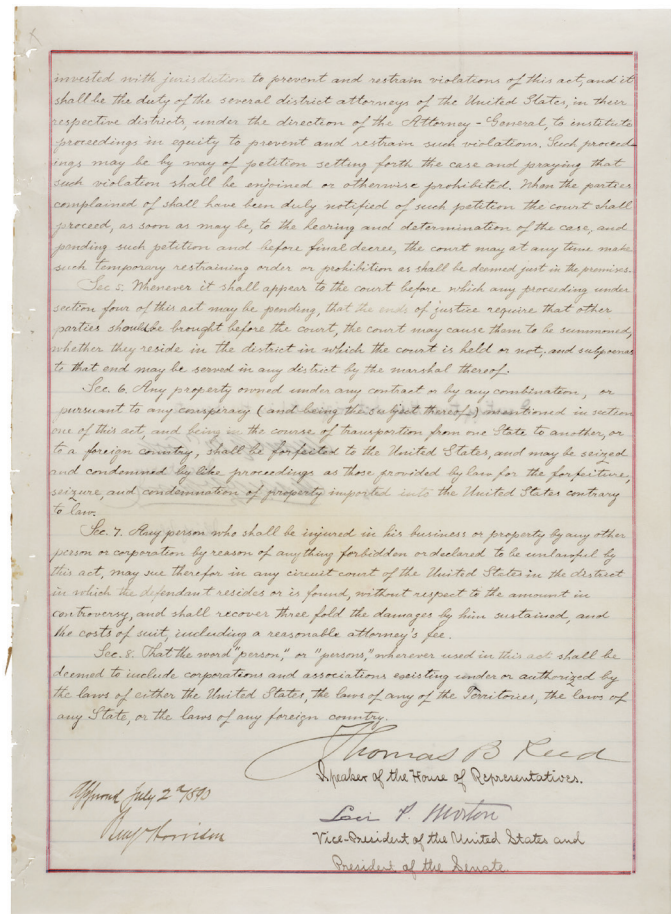 invested with jurisdiction to prevent and restrain violations of this act; and it
shall be the duty of the several district attorneys of the United States, in their
respective districts, under the direction of the Attorney-General, to institute
proceedings in equity to prevent and restrain such violations. Such proceed-
ings may be by way of petition setting forth the case and praying that
such violation shall be enjoined or otherwise prohibited. When the parties
complained of shall have been duly notified of such petition the court shall
proceed, as soon as may be, to the hearing and determination of the case; and
pending such petition and before final decree, the court may at any time make
such temporary restraining order or prohibition as shall be deemed just in the premises.
Sec. 5. Whenever it shall appear to the court before which any proceeding under
section four of this act may be pending, that the ends of justice require that other
parties should be brought before the court, the court may cause them to be summoned,
whether they reside in the district in which the court is held or not; and subpoenas
to that end may be served in any district by the marshal thereof.
Sec. 6. Any property owned under any contract or by any combination, or
pursuant to any conspiracy (and being the subject thereof) mentioned in section
one of this act, and being in the course of transportion from one State to another, or
to a foreign country, shall be forfeited to the United States, and may be seized
and condemned by like proceedings as those provided by law for the forfeiture,
seizure, and condemnation of property imported into the United States contrary
to law.
Sec. 7. Any person who shall be injured in his business or property by any other
person or corporation by reason of anything forbidden or declared to be unlawful by
this act, may sue therefor in any circuit court of the United States in the district
in which the defendant resides or is found, without respect to the amount in
controversy, and shall recover three fold the damages by him sustained, and
the costs of suit, including a reasonable attorney's fee.
Sec. 8. That the word "person," or "persons," wherever used in this act shall be
deemed to include corporations and associations existing under or authorized by
the laws of either the United States, the laws of any of the Territories, the laws of
any State, or the laws of any foreign country.
Thomas B Reed
Speaker of the House of Representatives.
Approved July 2d 1890
Levi P. Morton
Benj Harrison
Vice-President of the United States and
President of the Senate.